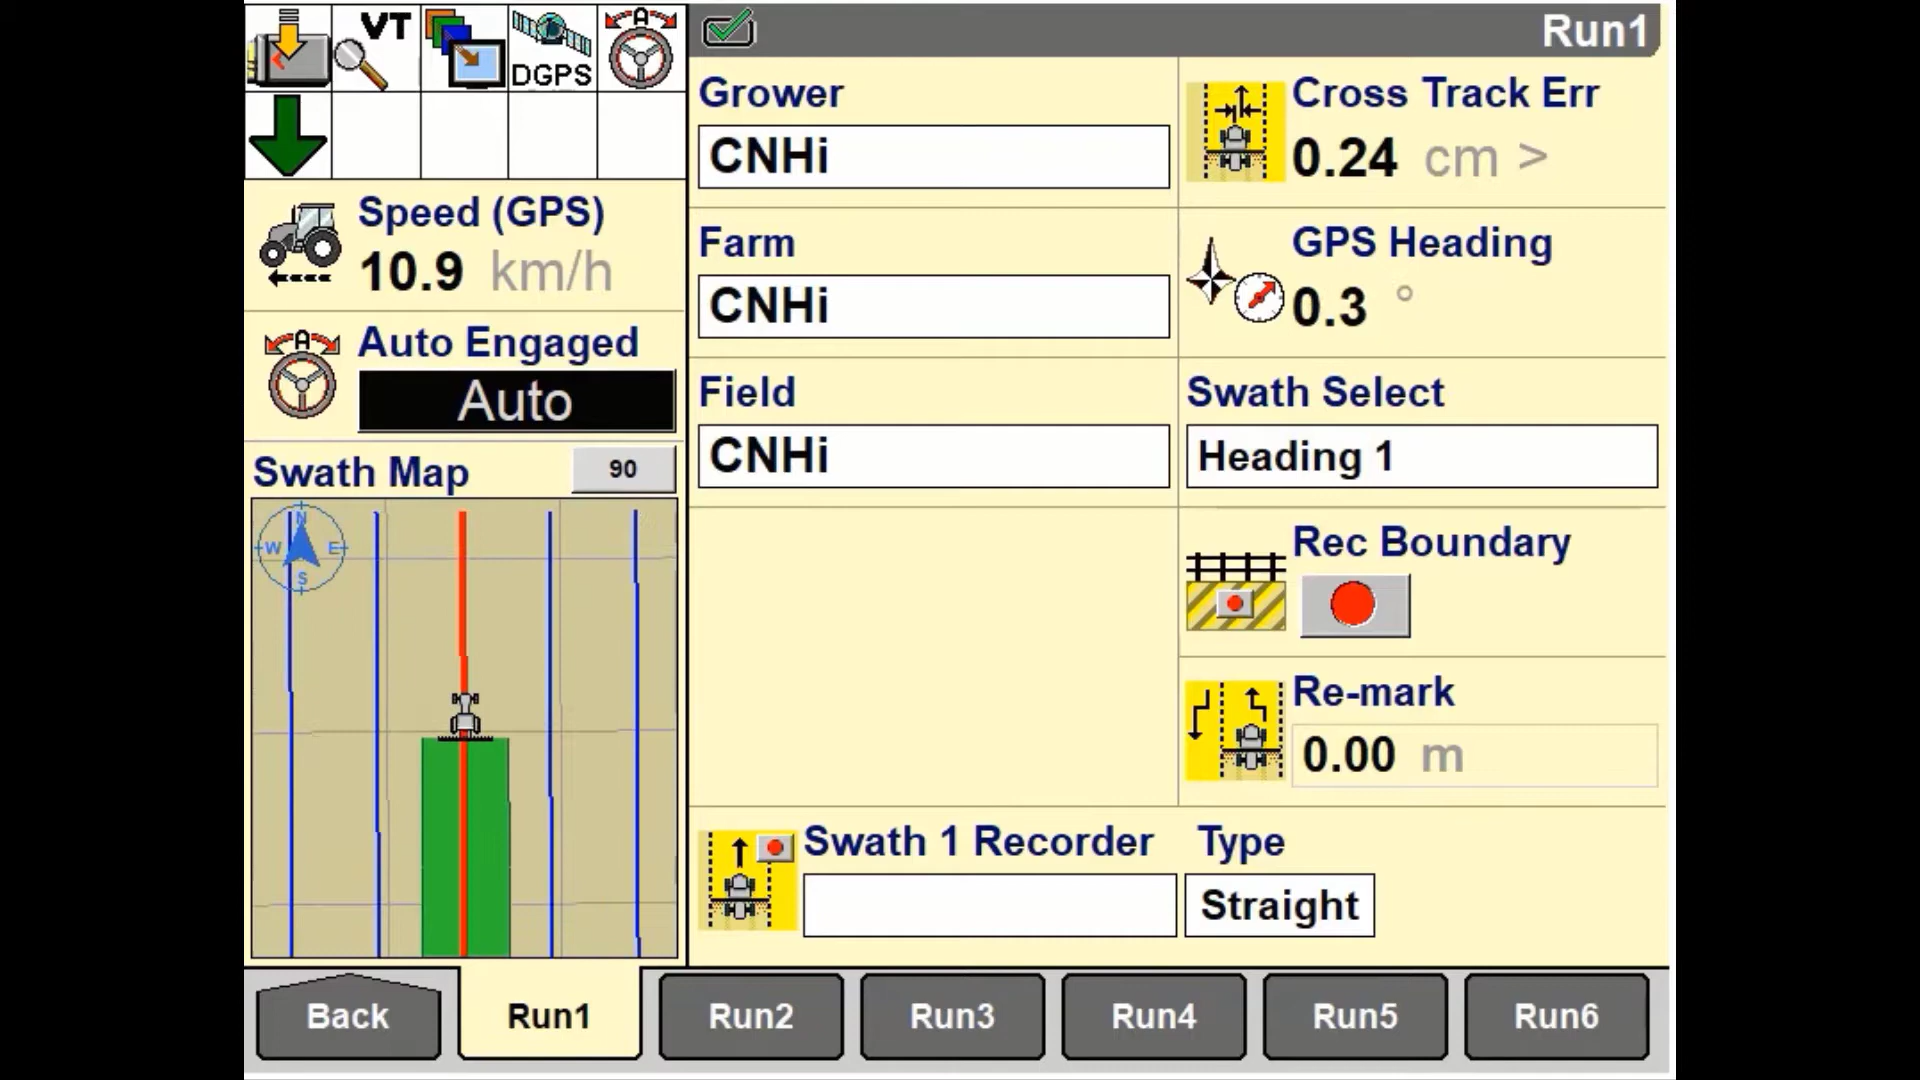 VT
DGPS
A
Run1
Speed (GPS)
10.9 km/h
A
Auto Engaged
Auto
Swath Map
90
N
W E
S
Grower
CNHi
Farm
CNHi
Field
CNHi
Cross Track Err
0.24 cm >
GPS Heading
0.3 °
Swath Select
Heading 1
Rec Boundary
Re-mark
0.00 m
Swath 1 Recorder
Type
Straight
Back
Run1
Run2
Run3
Run4
Run5
Run6